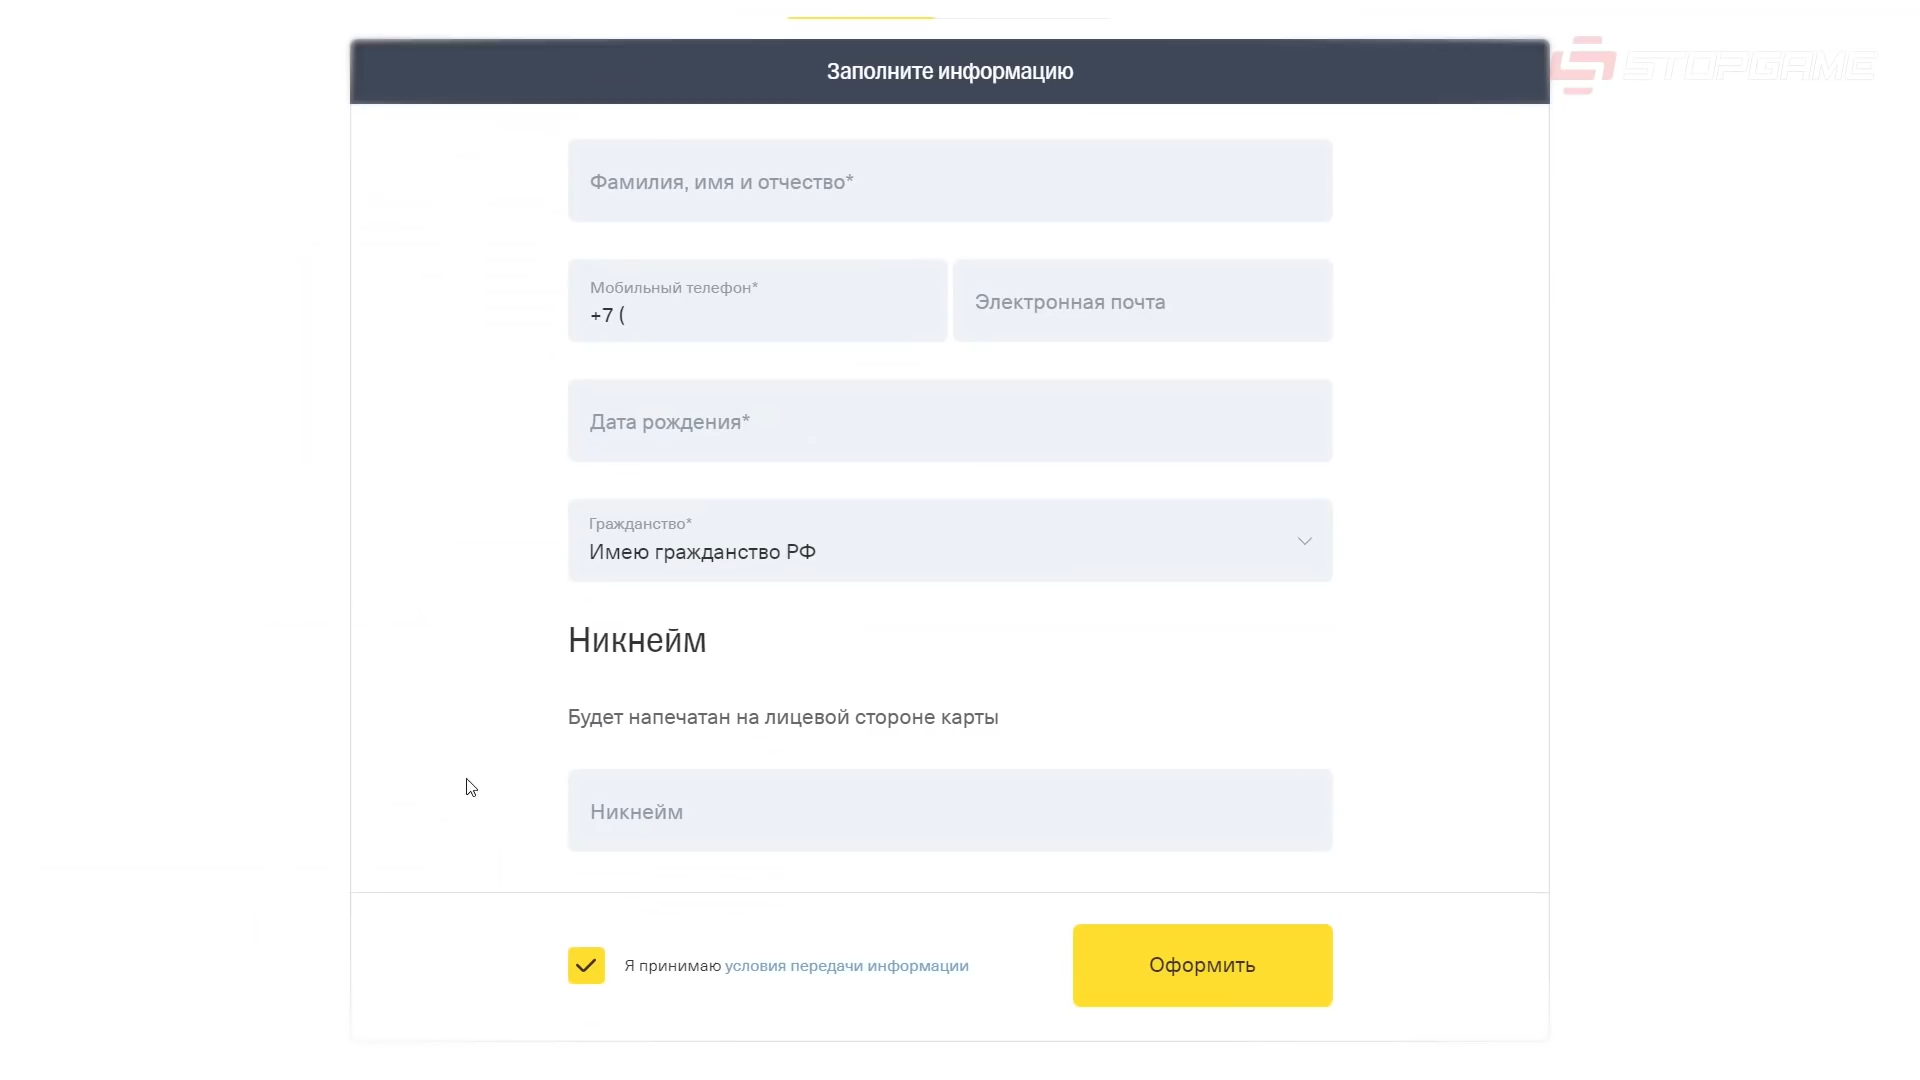 Заполните информацию
STOPGAME
Фамилия, имя и отчество*
Мобильный телефон*
+7 (
Электронная почта
Дата рождения*
Гражданство*
Имею гражданство РФ
Никнейм
Будет напечатан на лицевой стороне карты
Никнейм
Я принимаю условия передачи информации
Оформить